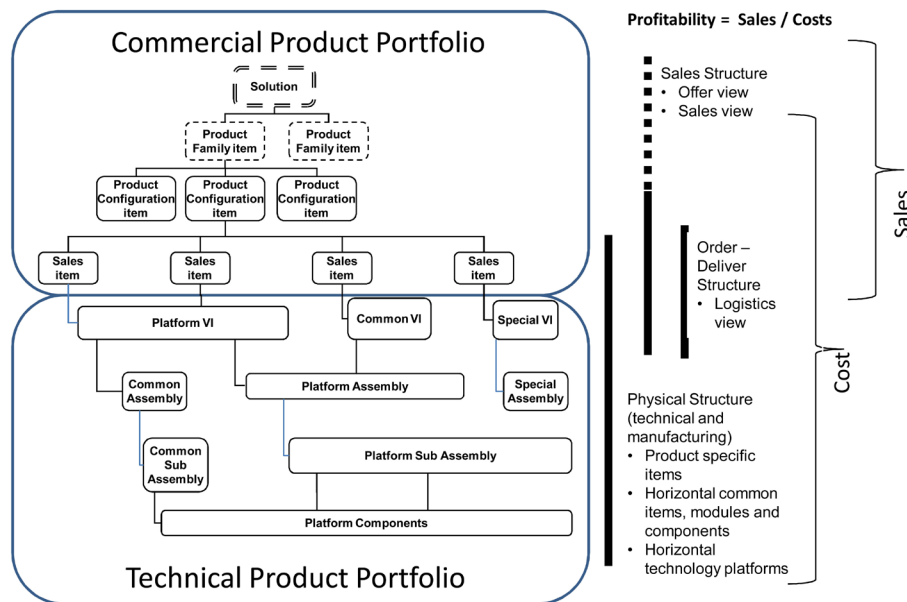 Commercial Product Portfolio
Solution
Product
Family item
Product
Family item
Product
Configuration
item
Product
Configuration
item
Product
Configuration
item
Sales
item
Sales
item
Sales
item
Sales
item
Platform VI
Common VI
Special VI
Common
Assembly
Platform Assembly
Special
Assembly
Common
Sub
Assembly
Platform Sub Assembly
Platform Components
Technical Product Portfolio
Profitability = Sales / Costs
Sales Structure
• Offer view
• Sales view
Sales
Order –
Deliver
Structure
• Logistics
view
Cost
Physical Structure
(technical and
manufacturing)
• Product specific
items
• Horizontal common
items, modules and
components
• Horizontal
technology platforms